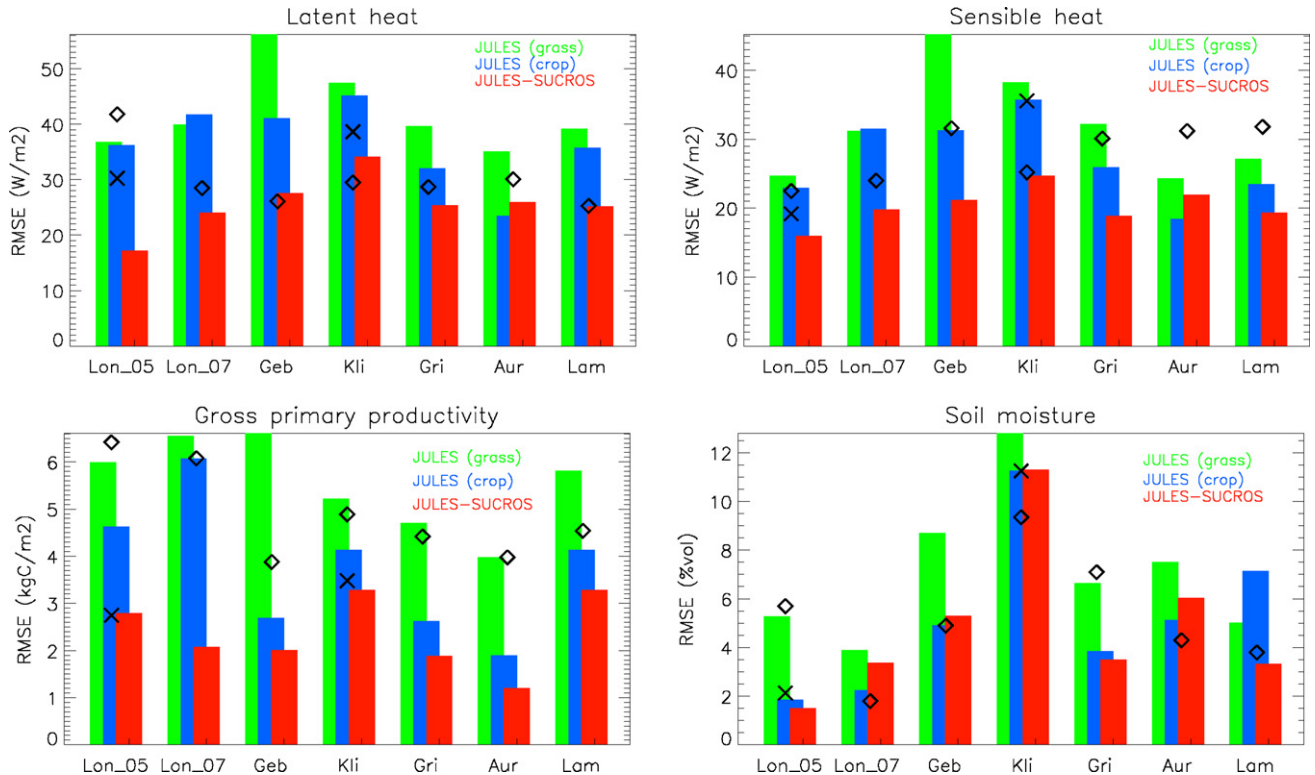 Latent heat
JULES (grass)
JULES (crop)
JULES-SUCROS
RMSE (W/m2)
50
40
30
20
10
0
Lon_05 Lon_07 Geb Kli Gri Aur Lam
Sensible heat
JULES (grass)
JULES (crop)
JULES-SUCROS
RMSE (W/m2)
40
30
20
10
0
Lon_05 Lon_07 Geb Kli Gri Aur Lam
Gross primary productivity
JULES (grass)
JULES (crop)
JULES-SUCROS
RMSE (kgC/m2)
6
5
4
3
2
1
0
Lon_05 Lon_07 Geb Kli Gri Aur Lam
Soil moisture
JULES (grass)
JULES (crop)
JULES-SUCROS
RMSE (%vol)
12
10
8
6
4
2
0
Lon_05 Lon_07 Geb Kli Gri Aur Lam